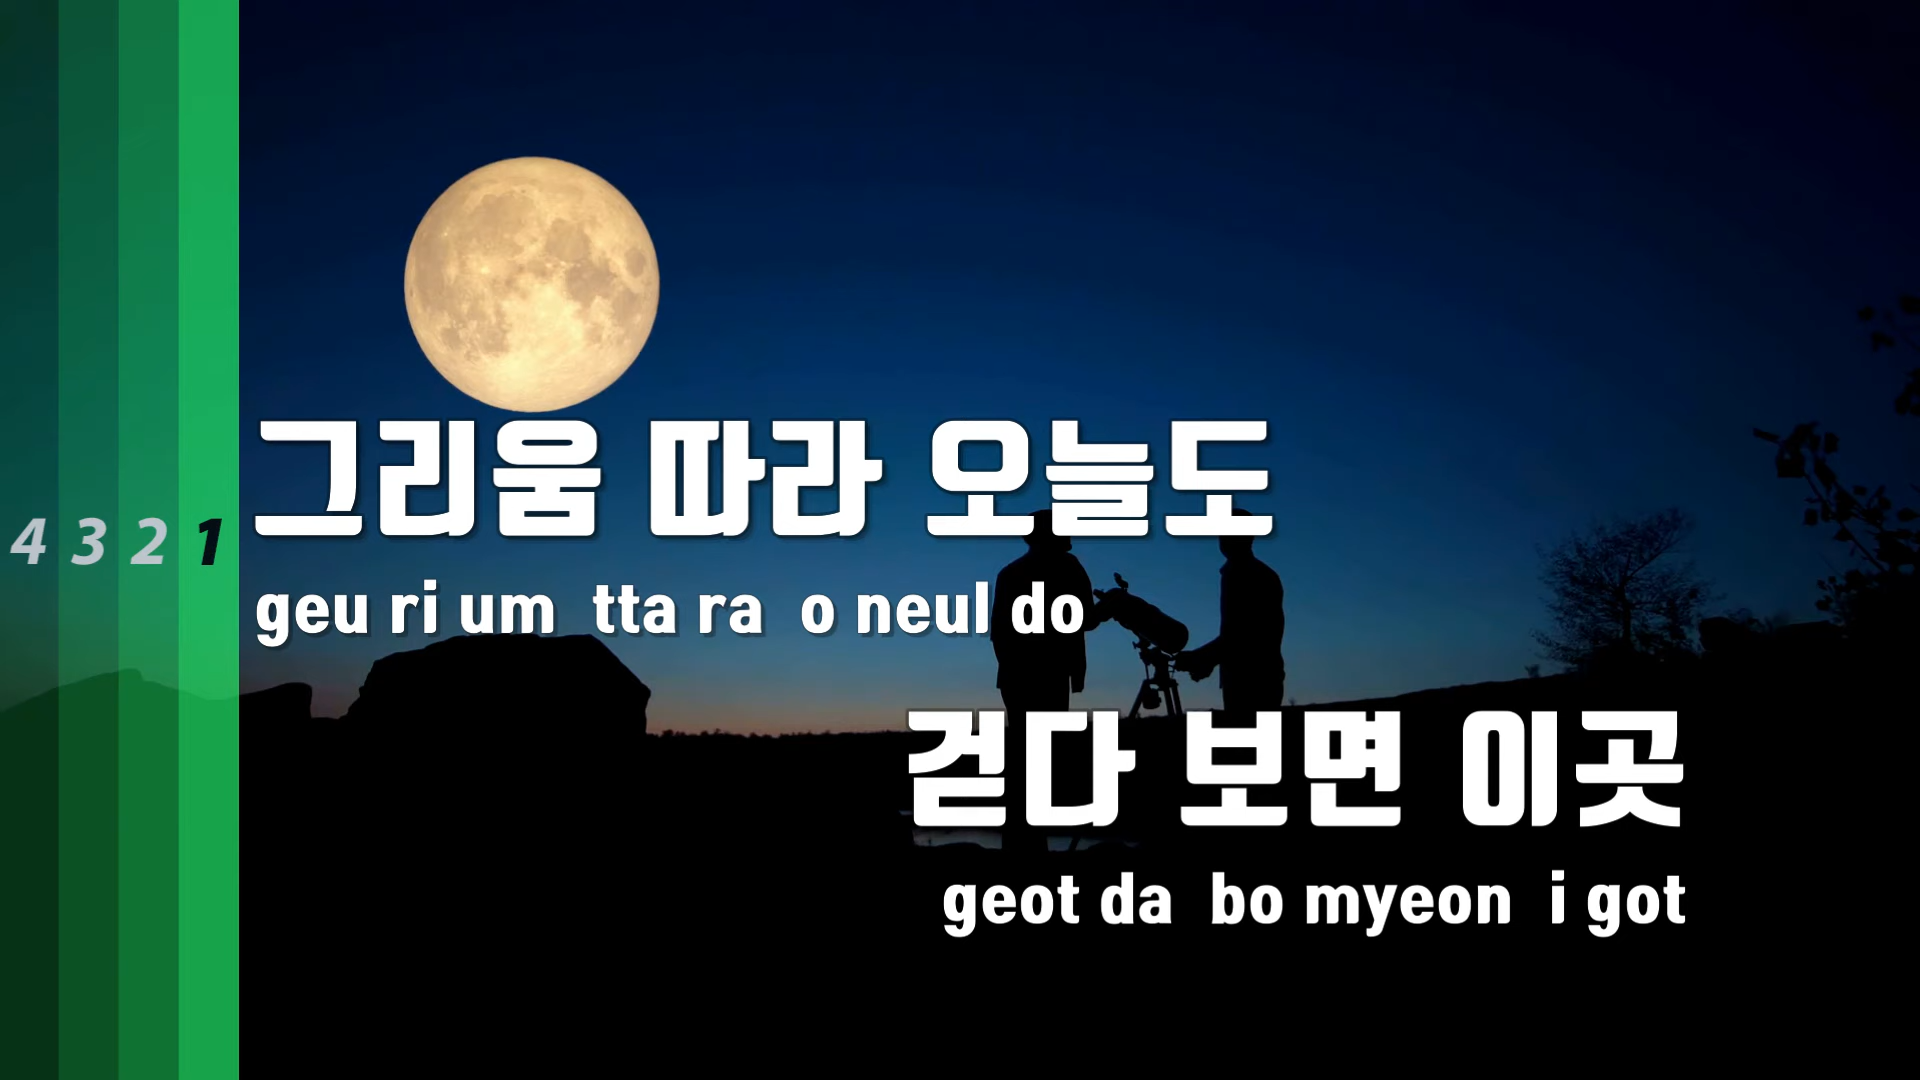 그리움 따라 오늘도
4 3 2 1
geu ri um tta ra o neul do
걷다 보면 이곳
geot da bo myeon i got